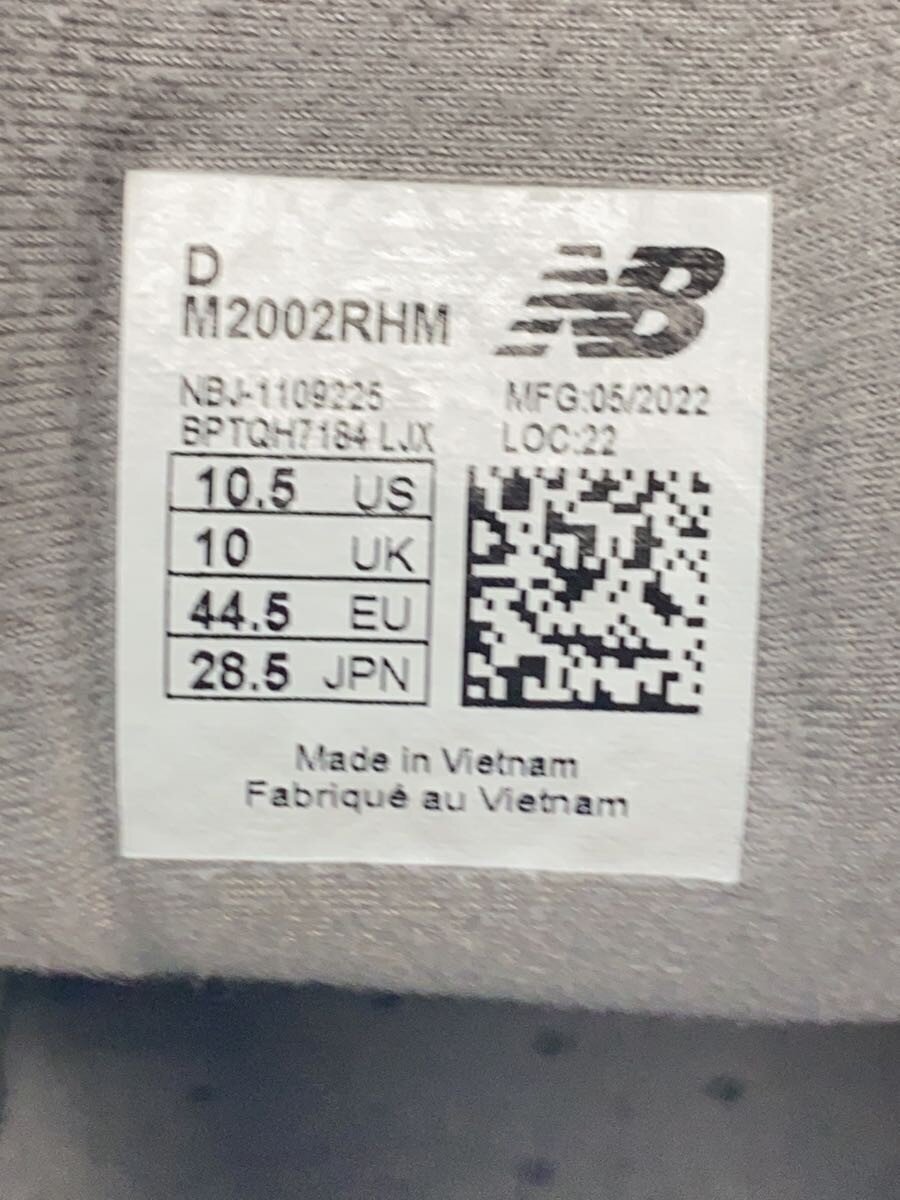 D
M2002RHM
NB
NBJ-1109225
MFG:05/2022
BPTQH7184 LJX
LOC:22
10.5 US
10 UK
44.5 EU
28.5 JPN
Made in Vietnam
Fabriqué au Vietnam